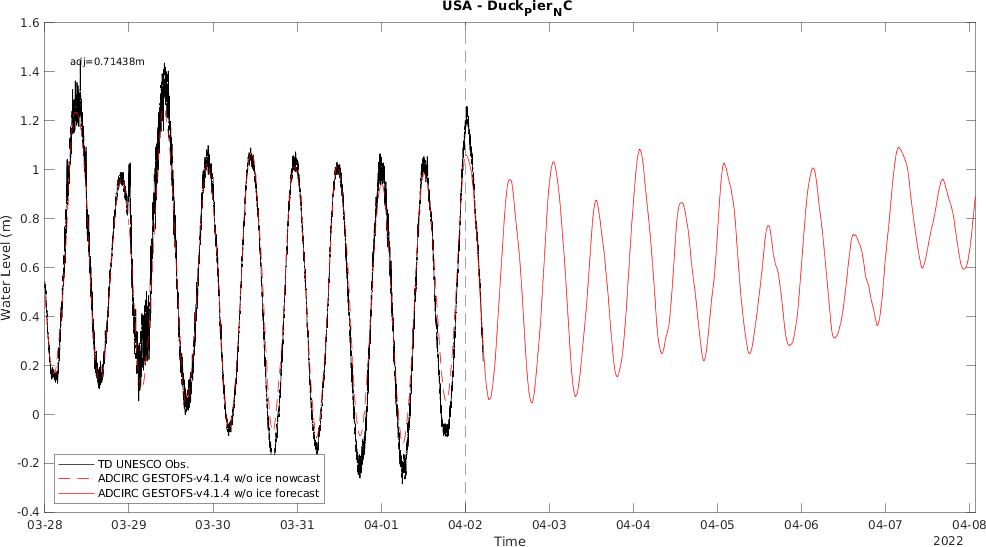 USA - DuckPierNC
adj=0.71438m
1.6
1.4
1.2
1
0.8
0.6
0.4
0.2
0
-0.2
-0.4
Water Level (m)
TD UNESCO Obs.
ADCIRC GESTOFS-v4.1.4 w/o ice nowcast
ADCIRC GESTOFS-v4.1.4 w/o ice forecast
03-28 03-29 03-30 03-31 04-01 04-02 04-03 04-04 04-05 04-06 04-07 04-08
Time
2022